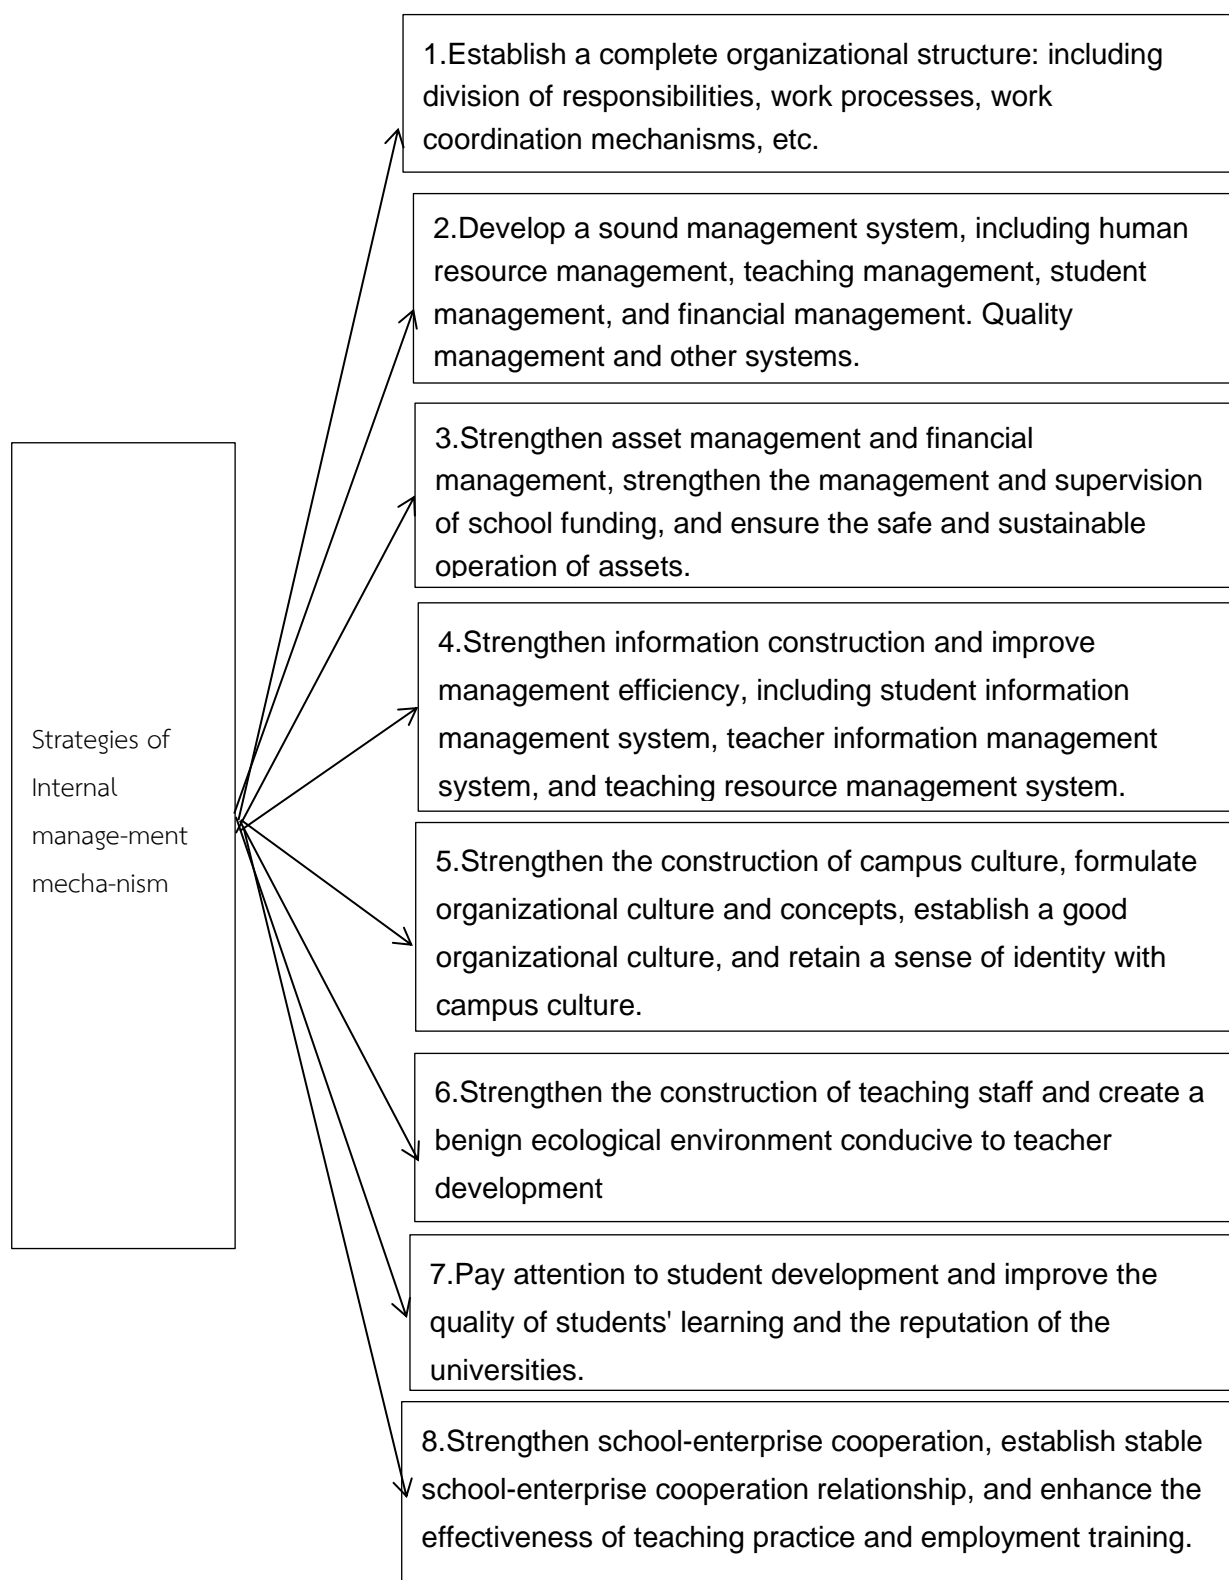 1.Establish a complete organizational structure: including
division of responsibilities, work processes, work
coordination mechanisms, etc.
2.Develop a sound management system, including human
resource management, teaching management, student
management, and financial management. Quality
management and other systems.
3.Strengthen asset management and financial
management, strengthen the management and supervision
of school funding, and ensure the safe and sustainable
operation of assets.
4.Strengthen information construction and improve
management efficiency, including student information
management system, teacher information management
system, and teaching resource management system.
Strategies of
Internal
manage-ment
mecha-nism
5.Strengthen the construction of campus culture, formulate
organizational culture and concepts, establish a good
organizational culture, and retain a sense of identity with
campus culture.
6.Strengthen the construction of teaching staff and create a
benign ecological environment conducive to teacher
development
7.Pay attention to student development and improve the
quality of students' learning and the reputation of the
universities.
8.Strengthen school-enterprise cooperation, establish stable
school-enterprise cooperation relationship, and enhance the
effectiveness of teaching practice and employment training.